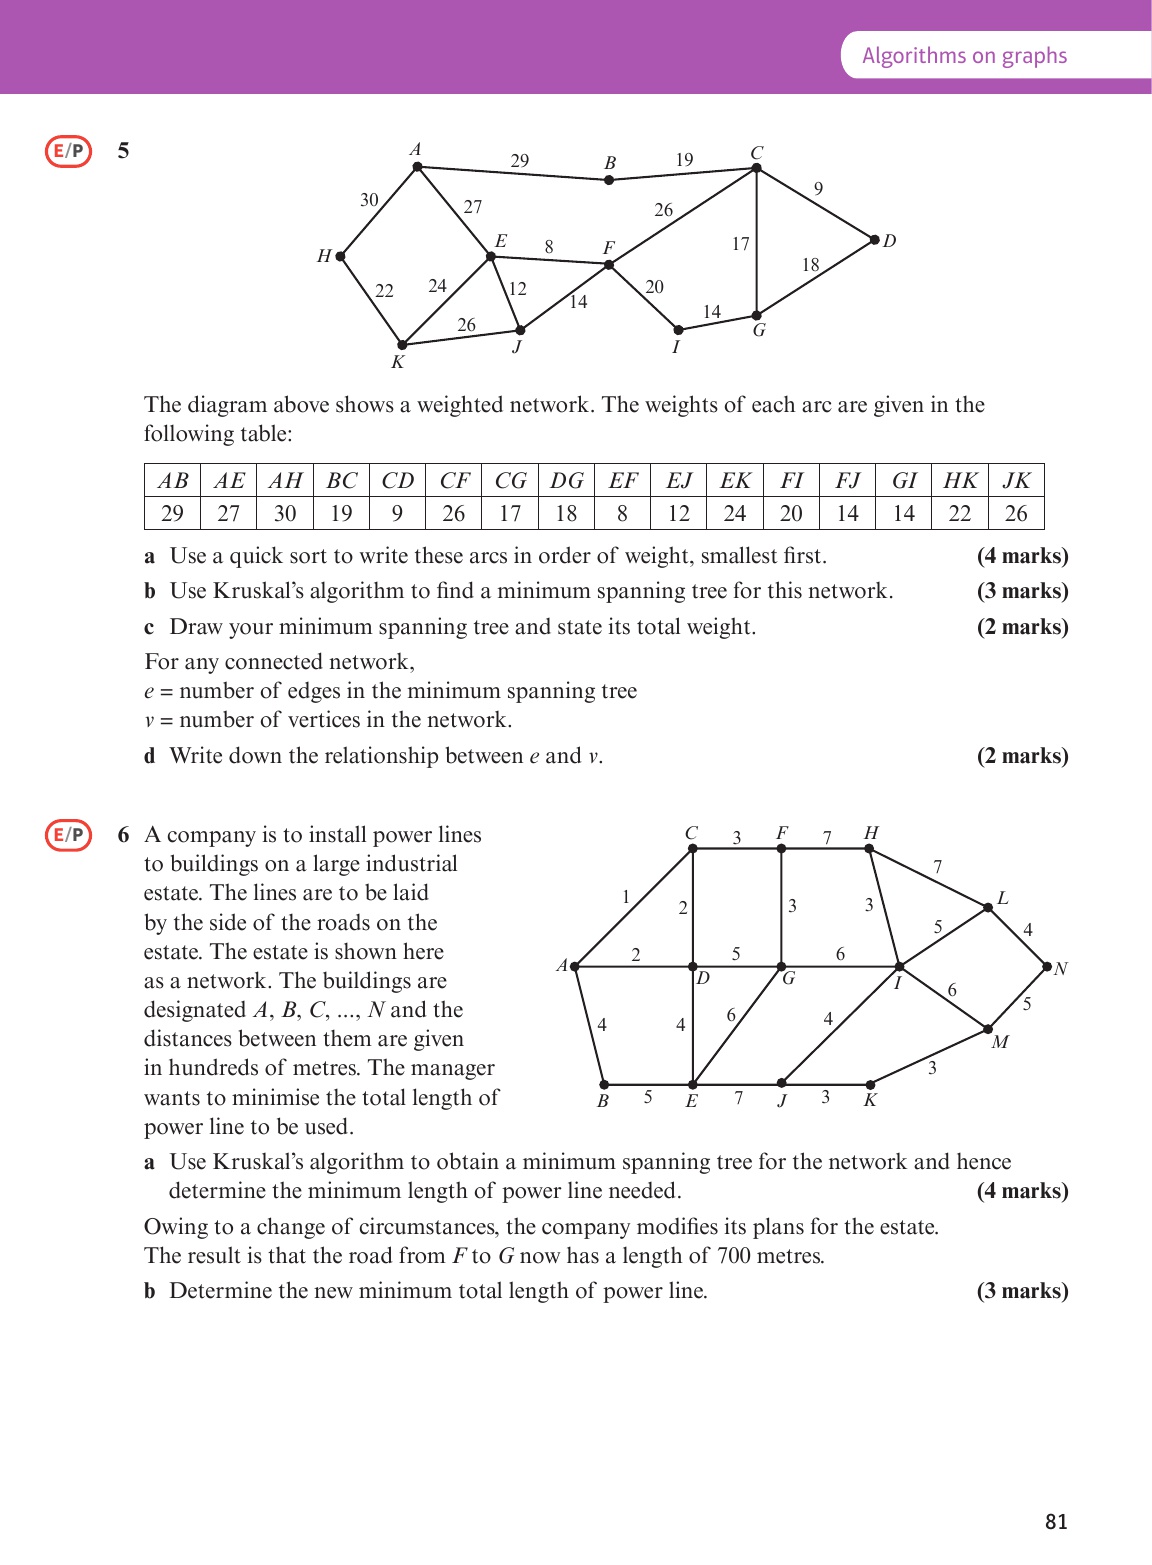 Algorithms on graphs
E/P 5
A 29 B 19 C
30 27 26 9
H E 8 F 17 D
22 24 12 14 20 18
26 14
K J I G
The diagram above shows a weighted network. The weights of each arc are given in the
following table:
AB AE AH BC CD CF CG DG EF EJ EK FI FJ GI HK JK
29 27 30 19 9 26 17 18 8 12 24 20 14 14 22 26
a Use a quick sort to write these arcs in order of weight, smallest first. (4 marks)
b Use Kruskal's algorithm to find a minimum spanning tree for this network. (3 marks)
c Draw your minimum spanning tree and state its total weight. (2 marks)
For any connected network,
e = number of edges in the minimum spanning tree
v = number of vertices in the network.
d Write down the relationship between e and v. (2 marks)
E/P 6 A company is to install power lines
to buildings on a large industrial
estate. The lines are to be laid
by the side of the roads on the
estate. The estate is shown here
as a network. The buildings are
designated A, B, C, ..., N and the
distances between them are given
in hundreds of metres. The manager
wants to minimise the total length of
power line to be used.
C 3 F 7 H
7
1 2 3 3 L
5 4
A 2 D 5 G 6 I N
4 4 6 4 6 5
M
3
B 5 E 7 J 3 K
a Use Kruskal's algorithm to obtain a minimum spanning tree for the network and hence
determine the minimum length of power line needed. (4 marks)
Owing to a change of circumstances, the company modifies its plans for the estate.
The result is that the road from F to G now has a length of 700 metres.
b Determine the new minimum total length of power line. (3 marks)
81